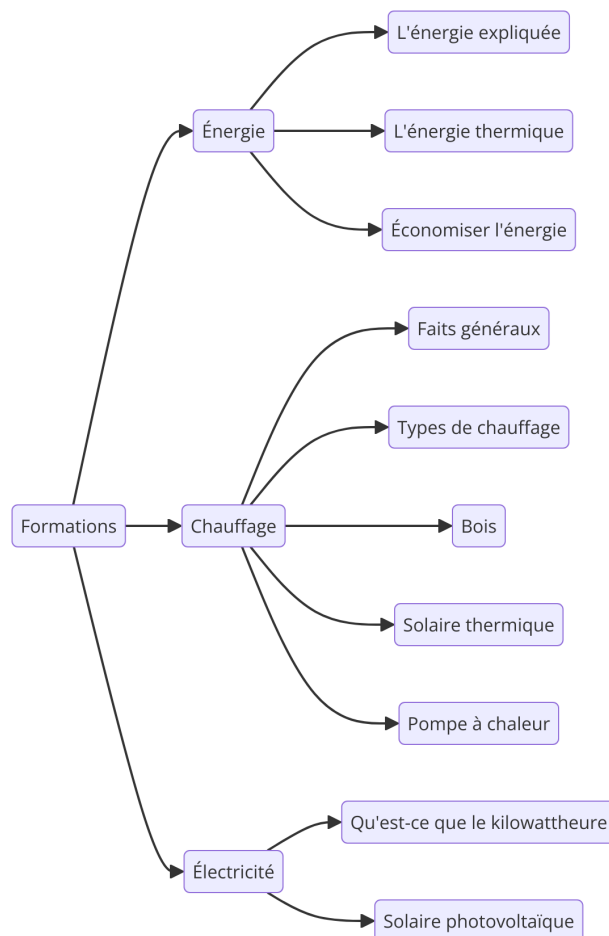 L'énergie expliquée
Énergie
L'énergie thermique
Économiser l'énergie
Faits généraux
Types de chauffage
Formations
Chauffage
Bois
Solaire thermique
Pompe à chaleur
Qu'est-ce que le kilowattheure
Électricité
Solaire photovoltaïque